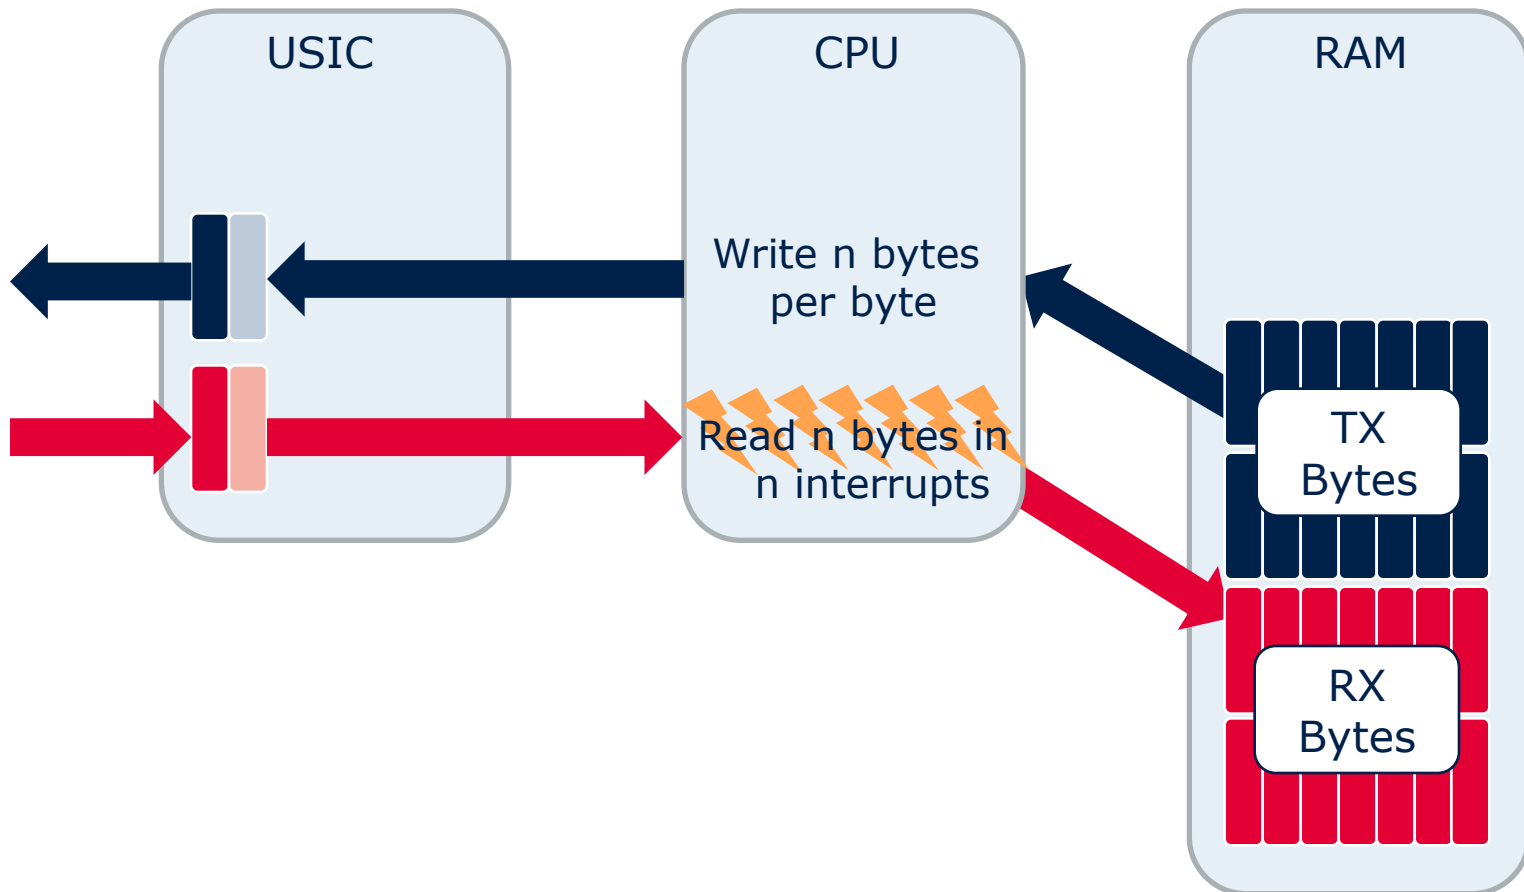 USIC
CPU
RAM
Write n bytes
per byte
Read n bytes in
n interrupts
TX
Bytes
RX
Bytes